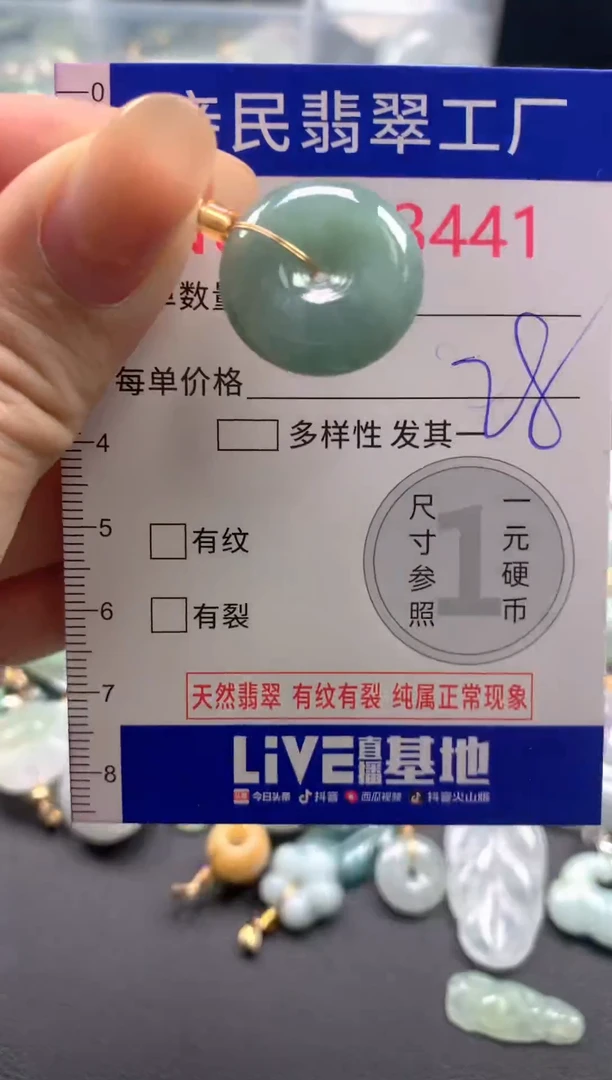 0
民翡翠工厂
3441
单数量
每单价格
28
多样性 发其一
4
5
有纹
6
有裂
尺寸参照
1
一元硬币
7
天然翡翠 有纹有裂 纯属正常现象
8
LiVE直播基地
今日头条 抖音 西瓜视频 抖音火山版